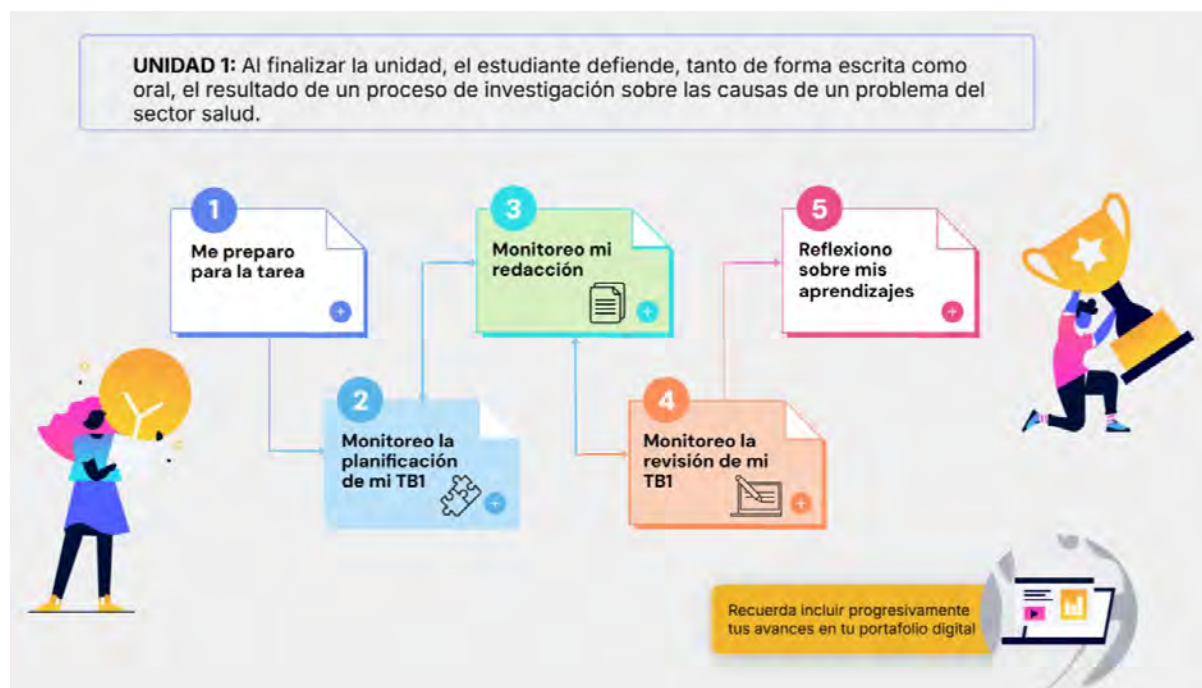 UNIDAD 1: Al finalizar la unidad, el estudiante defiende, tanto de forma escrita como
oral, el resultado de un proceso de investigación sobre las causas de un problema del
sector salud.
1
Me preparo
para la tarea
2
Monitoreo la
planificación
de mi TB1
3
Monitoreo mi
redacción
4
Monitoreo la
revisión de mi
TB1
5
Reflexiono
sobre mis
aprendizajes
Recuerda incluir progresivamente
tus avances en tu portafolio digital